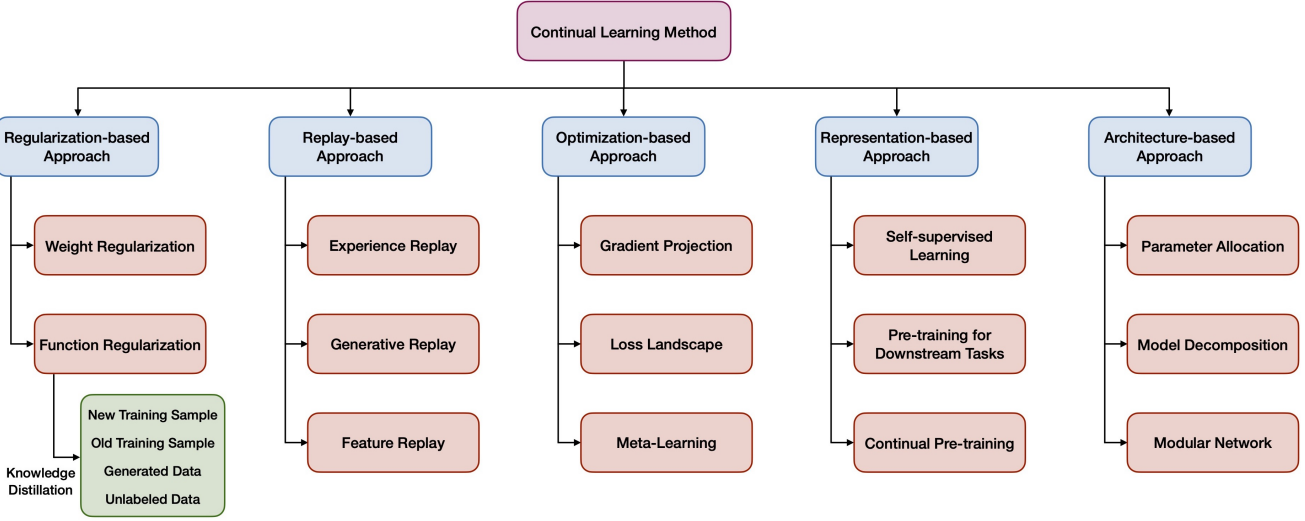 Continual Learning Method
Regularization-based
Approach
Weight Regularization
Function Regularization
Knowledge
Distillation
New Training Sample
Old Training Sample
Generated Data
Unlabeled Data
Replay-based
Approach
Experience Replay
Generative Replay
Feature Replay
Optimization-based
Approach
Gradient Projection
Loss Landscape
Meta-Learning
Representation-based
Approach
Self-supervised
Learning
Pre-training for
Downstream Tasks
Continual Pre-training
Architecture-based
Approach
Parameter Allocation
Model Decomposition
Modular Network